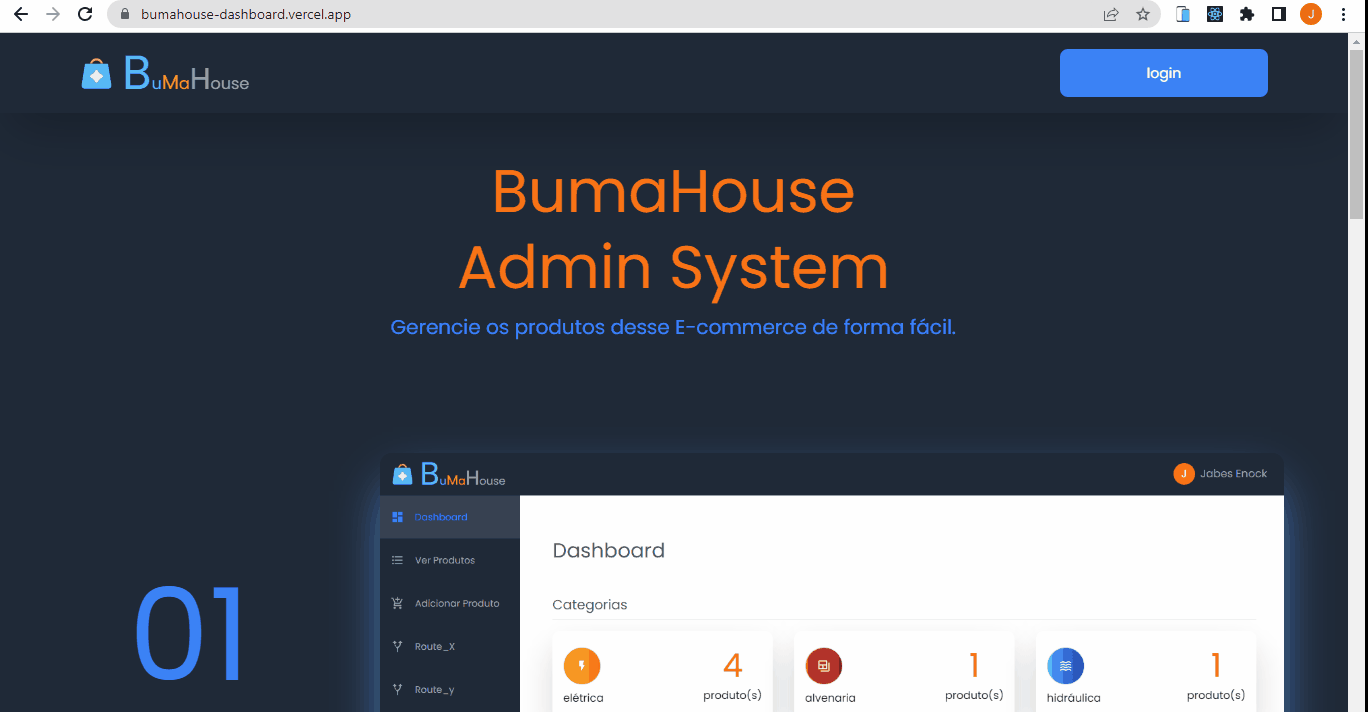 bumahouse-dashboard.vercel.app
J
BuMaHouse
login
BumaHouse
Admin System
Gerencie os produtos desse E-commerce de forma fácil.
01
BuMaHouse
J Jabes Enock
Dashboard
Ver Produtos
Adicionar Produto
Route_X
Route_y
Dashboard
Categorias
4
elétrica
produto(s)
1
alvenaria
produto(s)
1
hidráulica
produto(s)